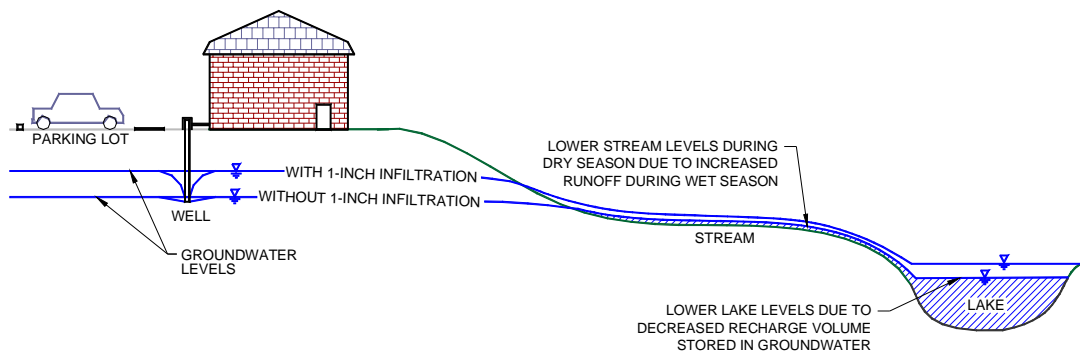 PARKING LOT
WITH 1-INCH INFILTRATION
WITHOUT 1-INCH INFILTRATION
WELL
GROUNDWATER
LEVELS
LOWER STREAM LEVELS DURING
DRY SEASON DUE TO INCREASED
RUNOFF DURING WET SEASON
STREAM
LAKE
LOWER LAKE LEVELS DUE TO
DECREASED RECHARGE VOLUME
STORED IN GROUNDWATER